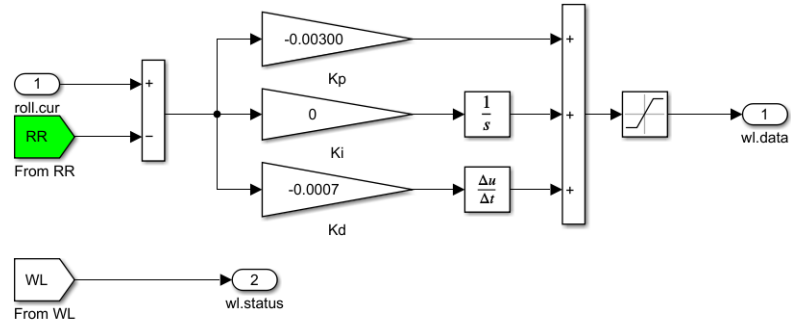 -0.00300
+
Kp
1
roll.cur
+
RR
−
From RR
0
Ki
1
s
+
1
wl.data
-0.0007
Kd
Δu
Δt
+
WL
From WL
2
wl.status